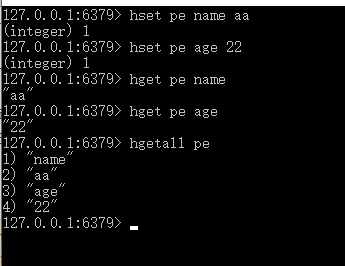 127.0.0.1:6379> hset pe name aa
(integer) 1
127.0.0.1:6379> hset pe age 22
(integer) 1
127.0.0.1:6379> hget pe name
"aa"
127.0.0.1:6379> hget pe age
"22"
127.0.0.1:6379> hgetall pe
1) "name"
2) "aa"
3) "age"
4) "22"
127.0.0.1:6379>